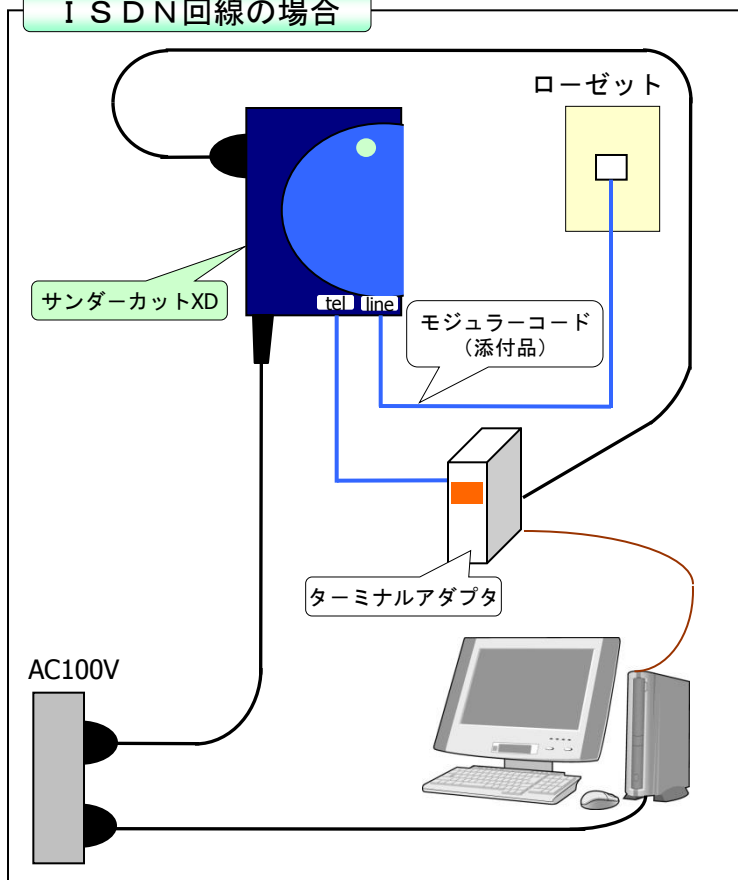 ＩＳＤＮ回線の場合
ローゼット
サンダーカットXD
tel line
モジュラーコード
（添付品）
ターミナルアダプタ
AC100V